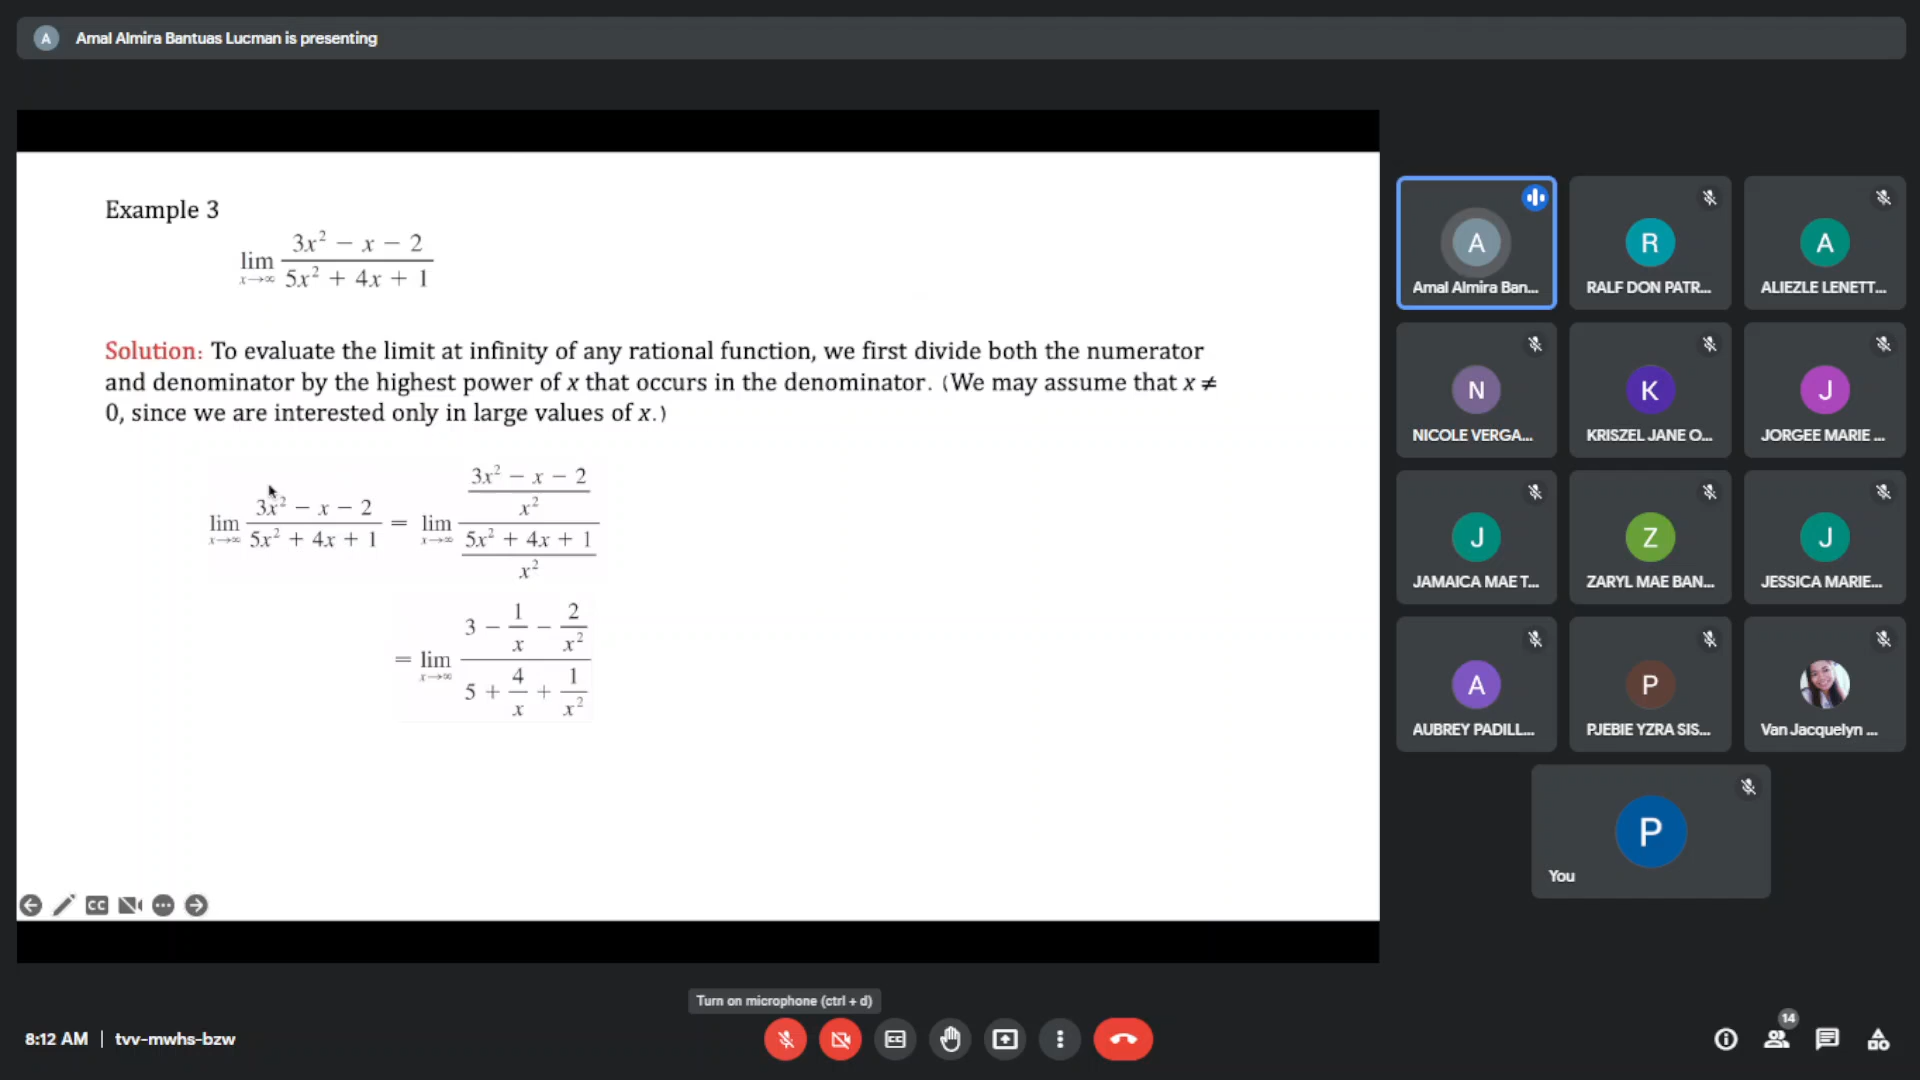 A Amal Almira Bantuas Lucman is presenting
Example 3
lim x→∞ (3x² − x − 2)/(5x² + 4x + 1)
Solution: To evaluate the limit at infinity of any rational function, we first divide both the numerator
and denominator by the highest power of x that occurs in the denominator. (We may assume that x ≠
0, since we are interested only in large values of x.)
lim x→∞ (3x² − x − 2)/(5x² + 4x + 1) = lim x→∞ ((3x² − x − 2)/x²)/((5x² + 4x + 1)/x²)
= lim x→∞ (3 − 1/x − 2/x²)/(5 + 4/x + 1/x²)
CC
A
Amal Almira Ban...
R
RALF DON PATR...
A
ALIEZLE LENETT...
N
NICOLE VERGA...
K
KRISZEL JANE O...
J
JORGEE MARIE ...
J
JAMAICA MAE T...
Z
ZARYL MAE BAN...
J
JESSICA MARIE...
A
AUBREY PADILL...
P
PJEBIE YZRA SIS...
Van Jacquelyn ...
P
You
Turn on microphone (ctrl + d)
8:12 AM | tvv-mwhs-bzw
CC
14